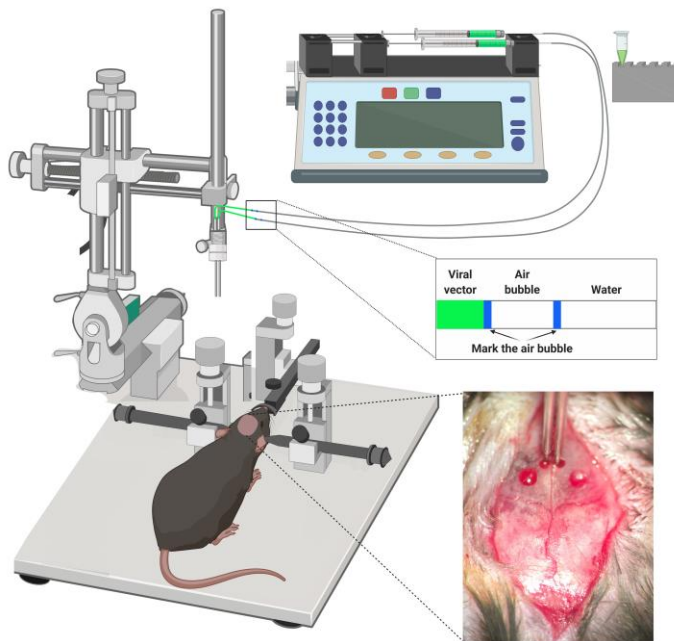 Viral
vector
Air
bubble
Water
Mark the air bubble